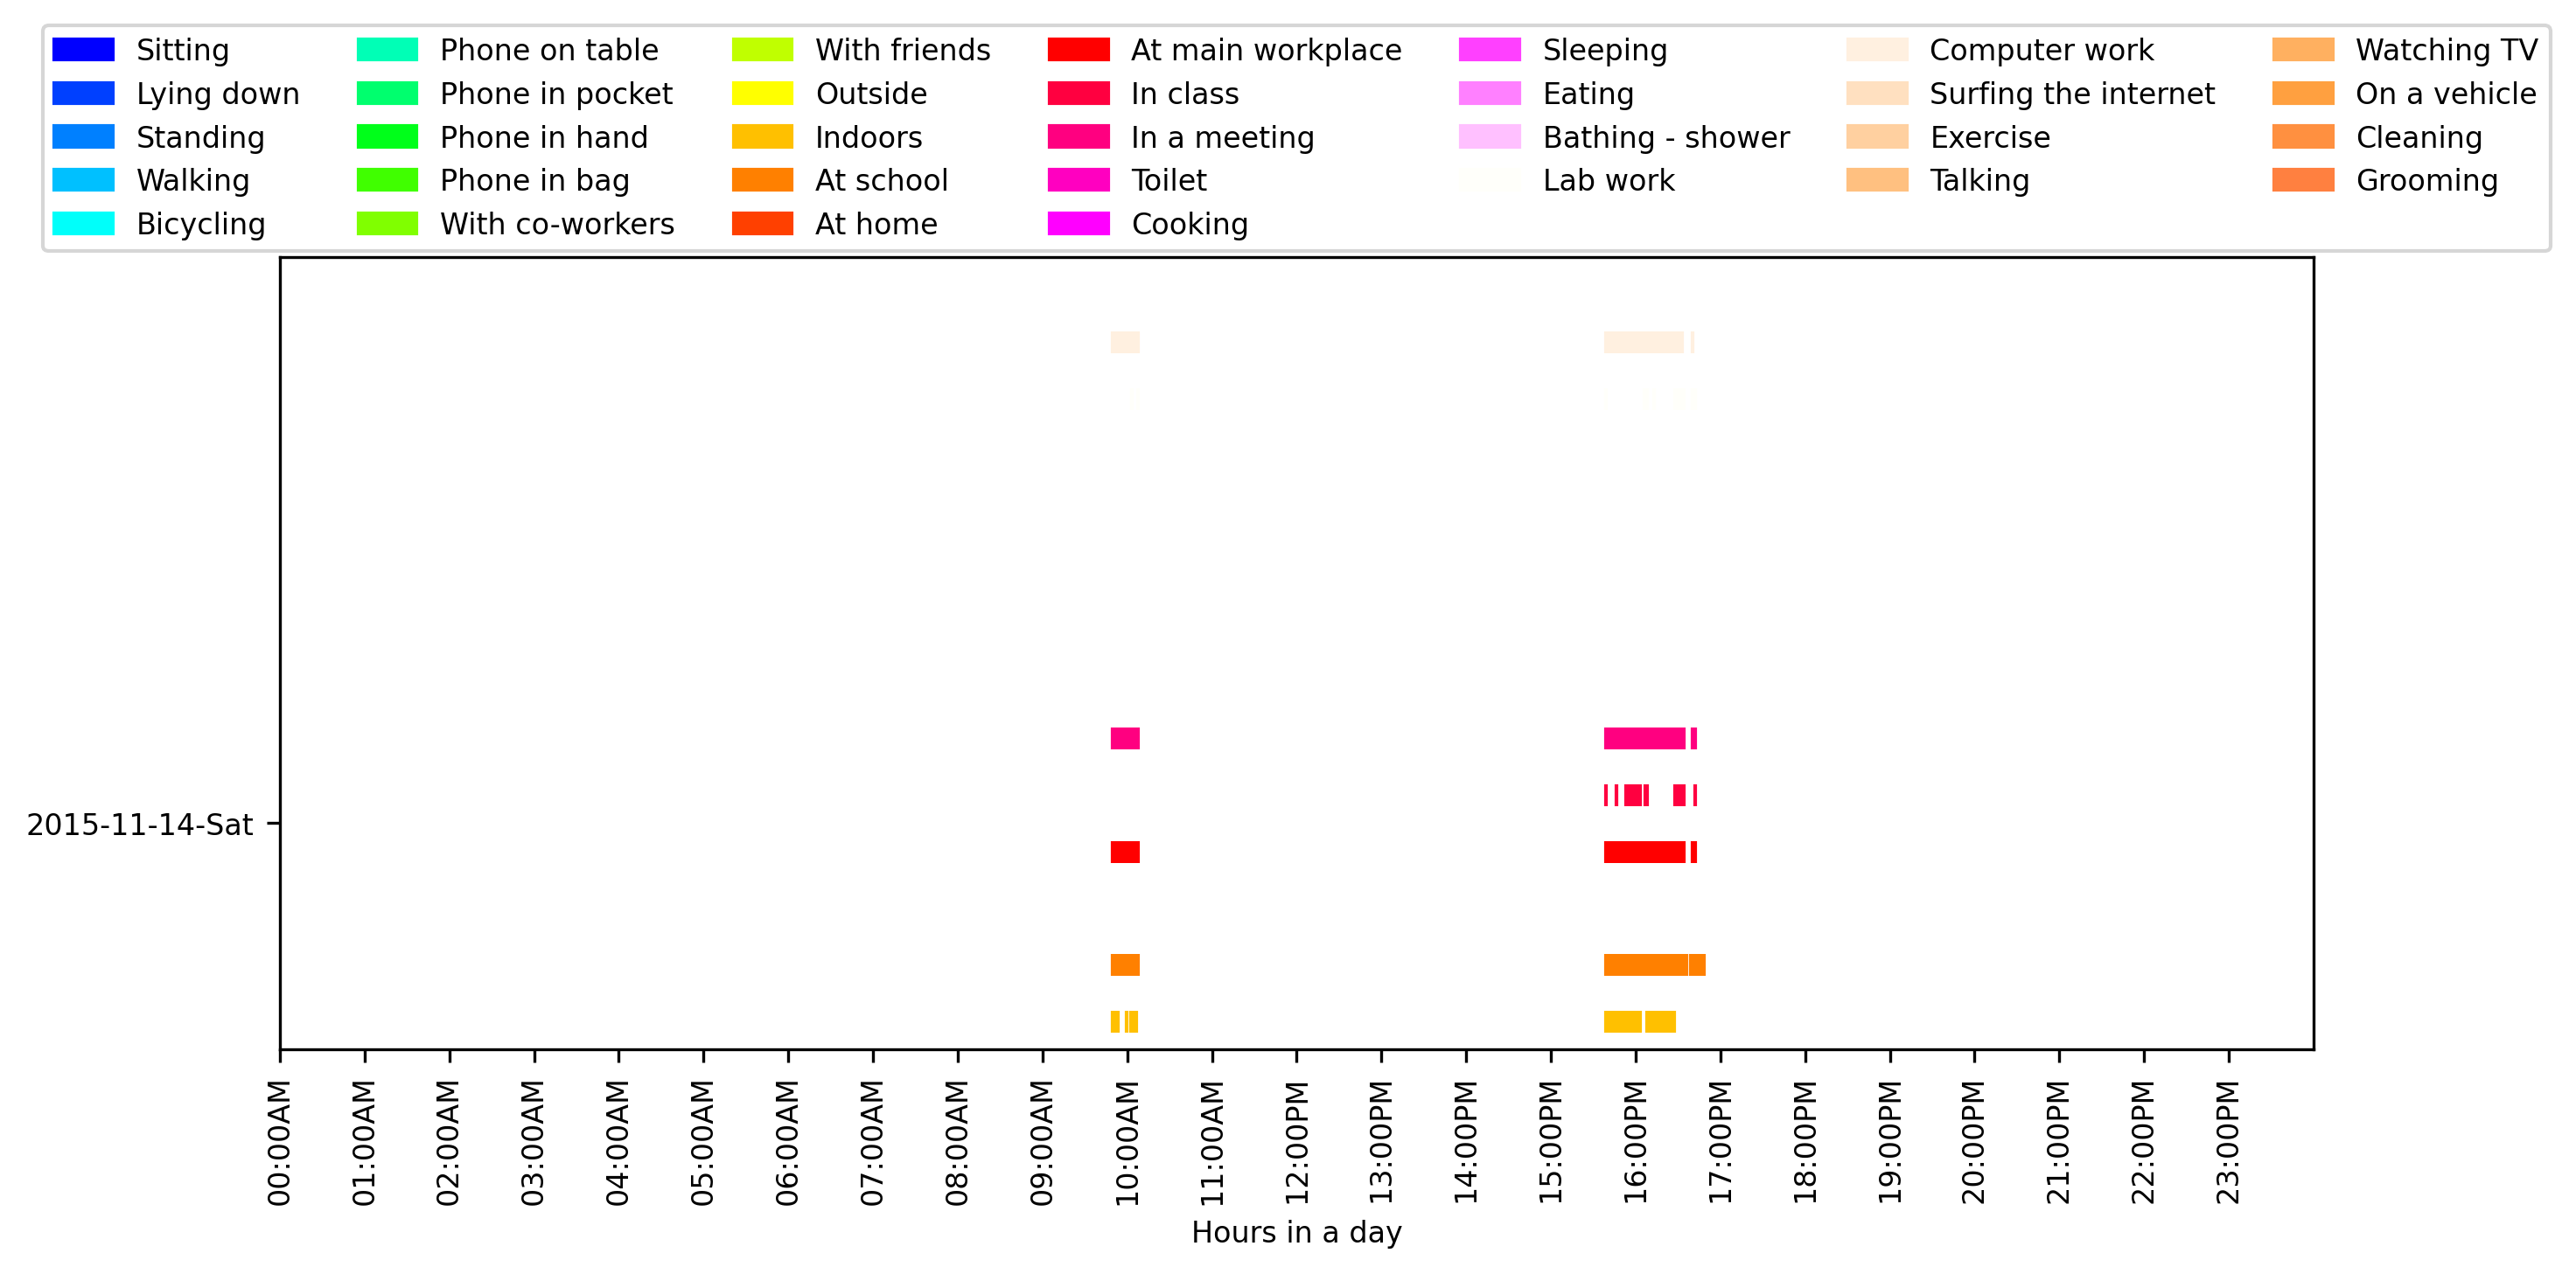 Sitting
Lying down
Standing
Walking
Bicycling
Phone on table
Phone in pocket
Phone in hand
Phone in bag
With co-workers
With friends
Outside
Indoors
At school
At home
At main workplace
In class
In a meeting
Toilet
Cooking
Sleeping
Eating
Bathing - shower
Lab work
Computer work
Surfing the internet
Exercise
Talking
Watching TV
On a vehicle
Cleaning
Grooming
2015-11-14-Sat
00:00AM
01:00AM
02:00AM
03:00AM
04:00AM
05:00AM
06:00AM
07:00AM
08:00AM
09:00AM
10:00AM
11:00AM
12:00PM
13:00PM
14:00PM
15:00PM
16:00PM
17:00PM
18:00PM
19:00PM
20:00PM
21:00PM
22:00PM
23:00PM
Hours in a day